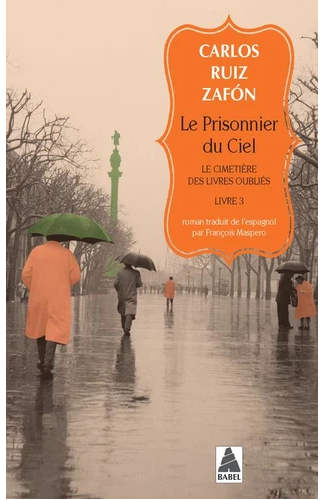 CARLOS
RUIZ
ZAFÓN
Le Prisonnier
du Ciel
LE CIMETIÈRE
DES LIVRES OUBLIÉS
LIVRE 3
roman traduit de l'espagnol
par François Maspero
BABEL